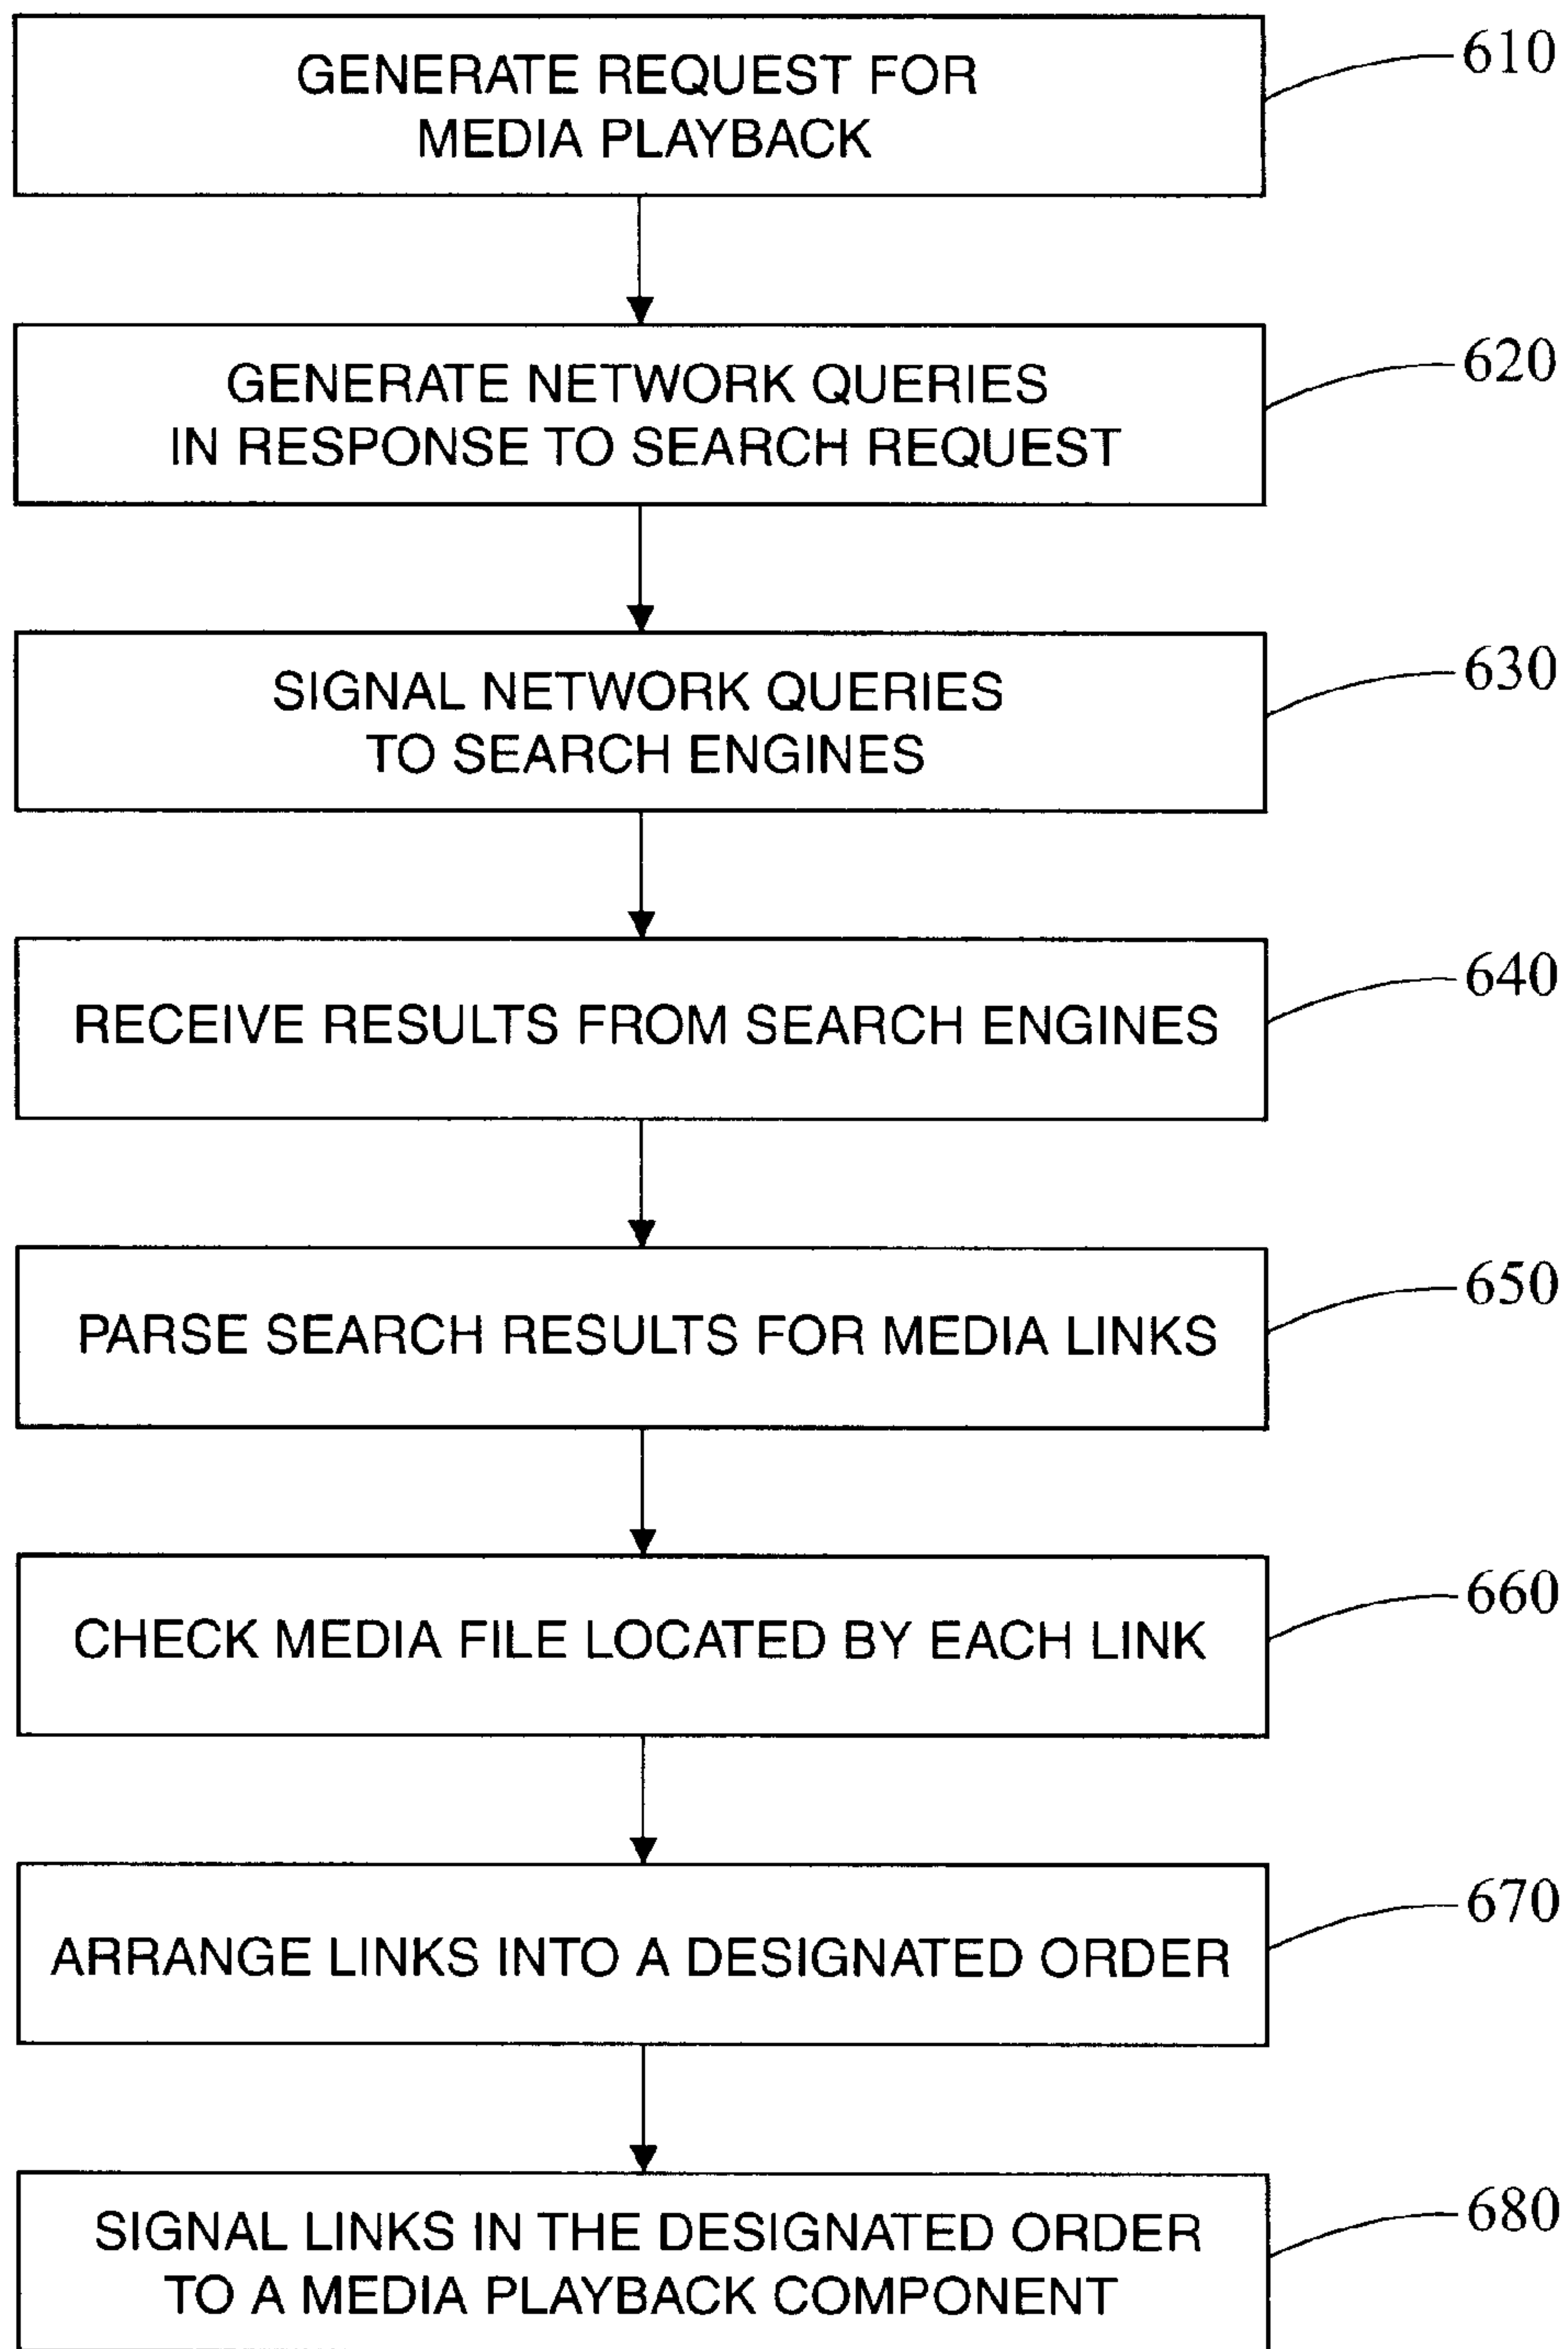 GENERATE REQUEST FOR
MEDIA PLAYBACK
610
GENERATE NETWORK QUERIES
IN RESPONSE TO SEARCH REQUEST
620
SIGNAL NETWORK QUERIES
TO SEARCH ENGINES
630
RECEIVE RESULTS FROM SEARCH ENGINES
640
PARSE SEARCH RESULTS FOR MEDIA LINKS
650
CHECK MEDIA FILE LOCATED BY EACH LINK
660
ARRANGE LINKS INTO A DESIGNATED ORDER
670
SIGNAL LINKS IN THE DESIGNATED ORDER
TO A MEDIA PLAYBACK COMPONENT
680